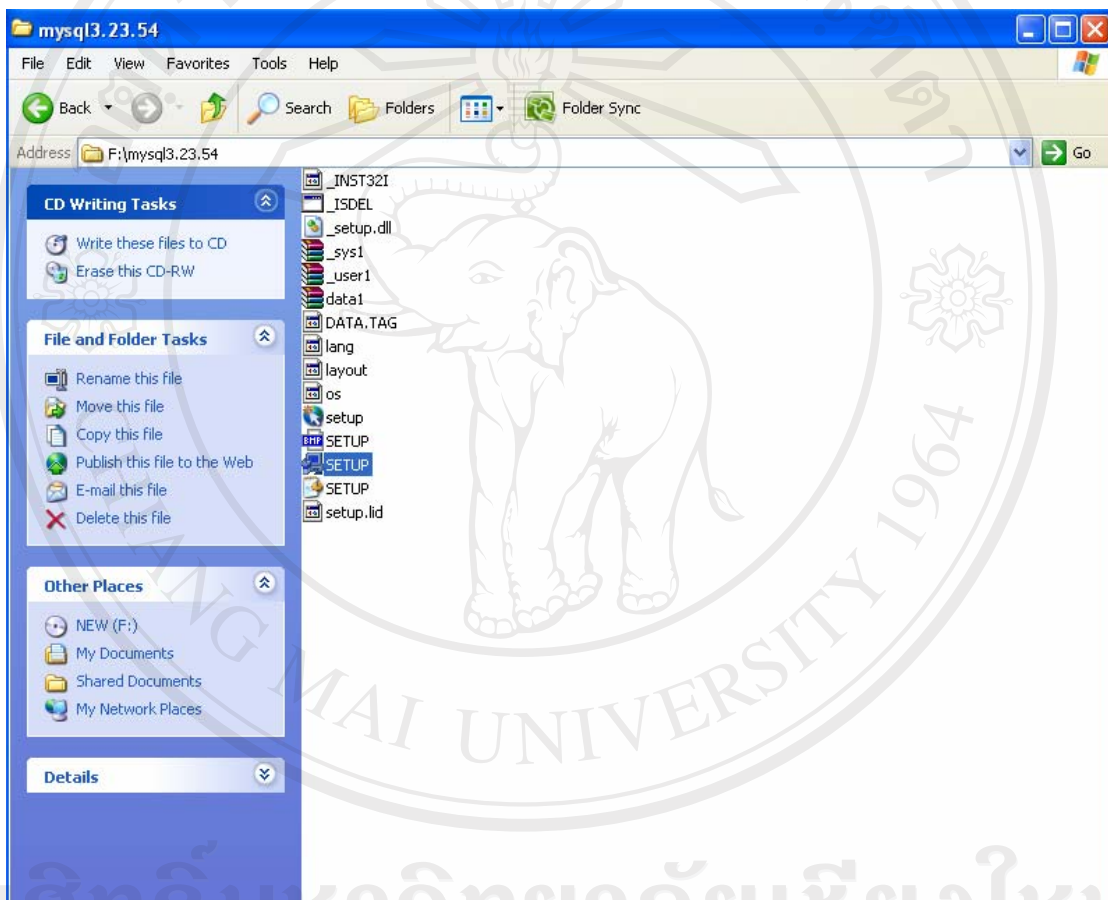 mysql3.23.54
File Edit View Favorites Tools Help
Back Search Folders Folder Sync
Address F:\mysql3.23.54 Go
CD Writing Tasks
Write these files to CD
Erase this CD-RW
File and Folder Tasks
Rename this file
Move this file
Copy this file
Publish this file to the Web
E-mail this file
Delete this file
Other Places
NEW (F:)
My Documents
Shared Documents
My Network Places
Details
_INST32I
_ISDEL
_setup.dll
_sys1
_user1
data1
DATA.TAG
lang
layout
os
setup
BMP SETUP
SETUP
SETUP
setup.lid
CHIANG MAI UNIVERSITY 1964